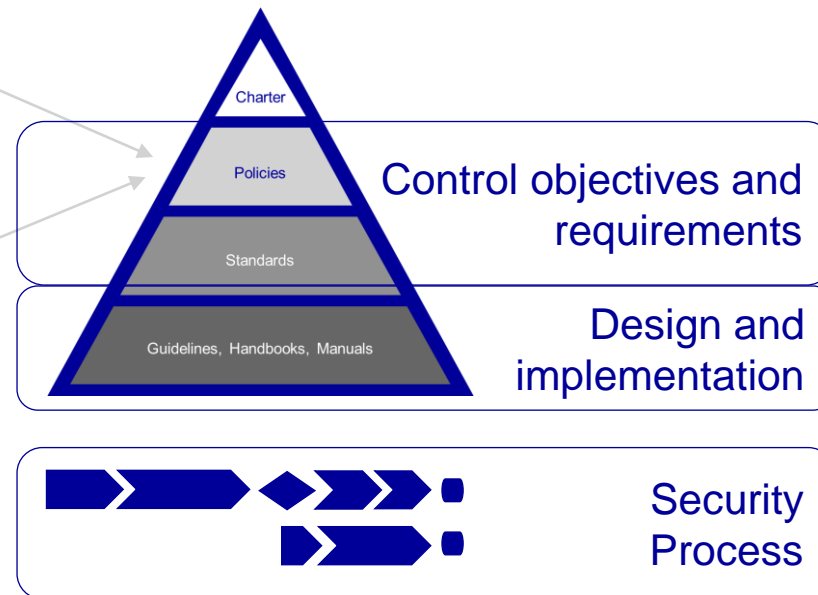 Charter
Policies
Control objectives and
requirements
Standards
Design and
implementation
Guidelines, Handbooks, Manuals
Security
Process